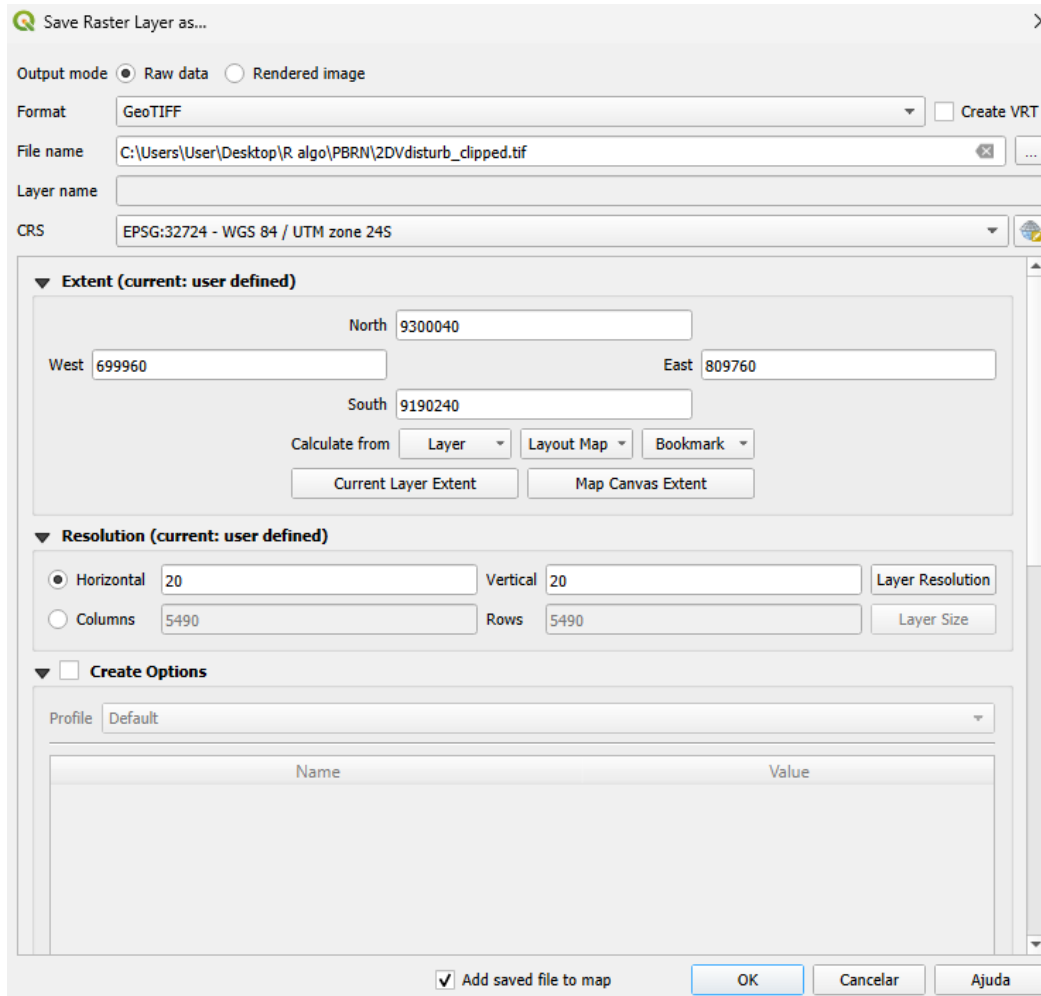 Save Raster Layer as...
Output mode Raw data Rendered image
Format GeoTIFF Create VRT
File name C:\Users\User\Desktop\R algo\PBRN\2DVdisturb_clipped.tif ...
Layer name
CRS EPSG:32724 - WGS 84 / UTM zone 24S
Extent (current: user defined)
North 9300040
West 699960 East 809760
South 9190240
Calculate from Layer Layout Map Bookmark
Current Layer Extent Map Canvas Extent
Resolution (current: user defined)
Horizontal 20 Vertical 20 Layer Resolution
Columns 5490 Rows 5490 Layer Size
Create Options
Profile Default
Name Value
Add saved file to map OK Cancelar Ajuda